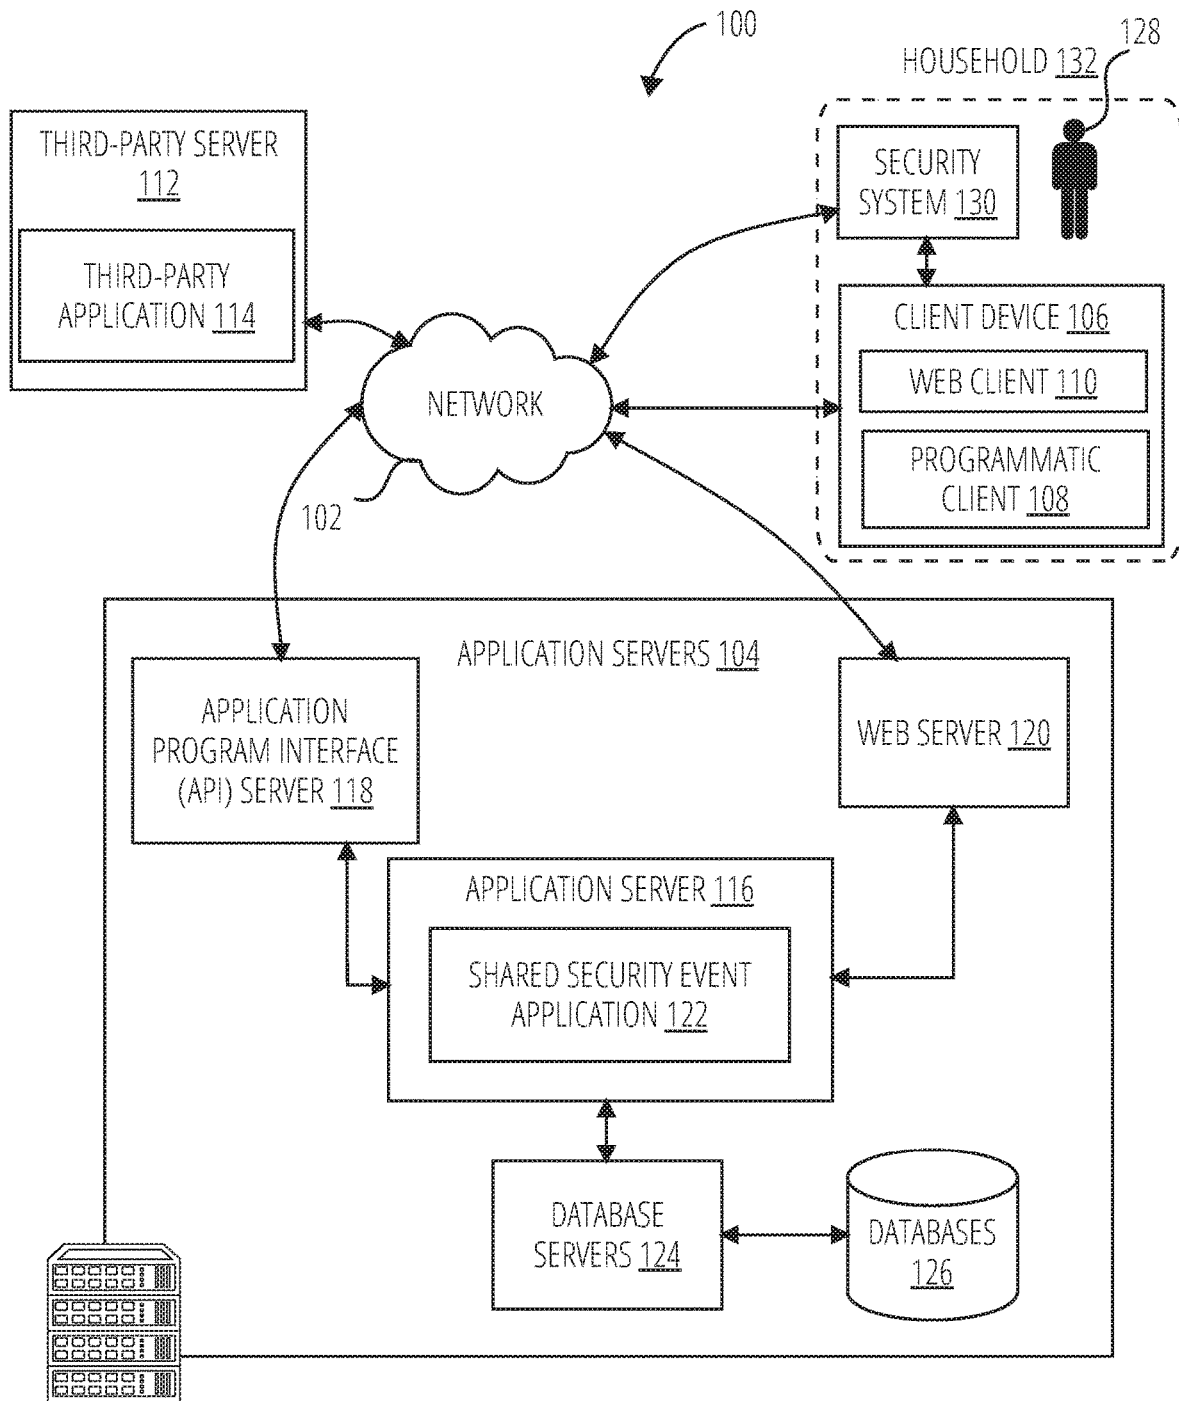 100
128
HOUSEHOLD 132
THIRD-PARTY SERVER
112
THIRD-PARTY
APPLICATION 114
SECURITY
SYSTEM 130
CLIENT DEVICE 106
WEB CLIENT 110
PROGRAMMATIC
CLIENT 108
NETWORK
102
APPLICATION SERVERS 104
APPLICATION
PROGRAM INTERFACE
(API) SERVER 118
WEB SERVER 120
APPLICATION SERVER 116
SHARED SECURITY EVENT
APPLICATION 122
DATABASE
SERVERS 124
DATABASES
126